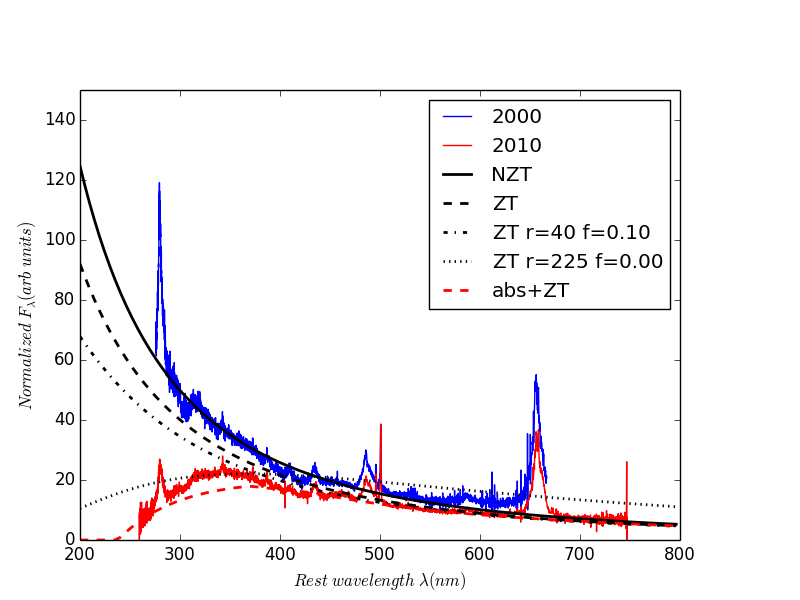 140
120
100
80
60
40
20
0
200
300
400
500
600
700
800
Normalized Fλ(arb units)
Rest wavelength λ(nm)
2000
2010
NZT
ZT
ZT r=40 f=0.10
ZT r=225 f=0.00
abs+ZT